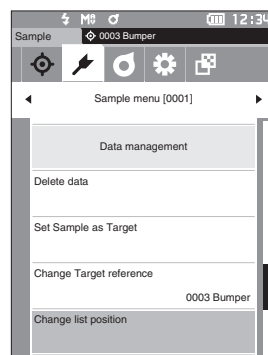 M 12:34
Sample 0003 Bumper
Sample menu [0001]
Data management
Delete data
Set Sample as Target
Change Target reference
0003 Bumper
Change list position